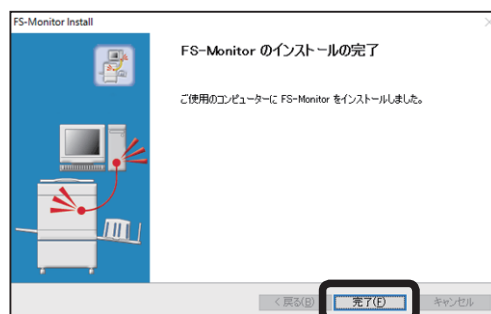 FS-Monitor Install
FS-Monitor のインストールの完了
ご使用のコンピューターに FS-Monitor をインストールしました。
< 戻る(B)
完了(F)
キャンセル